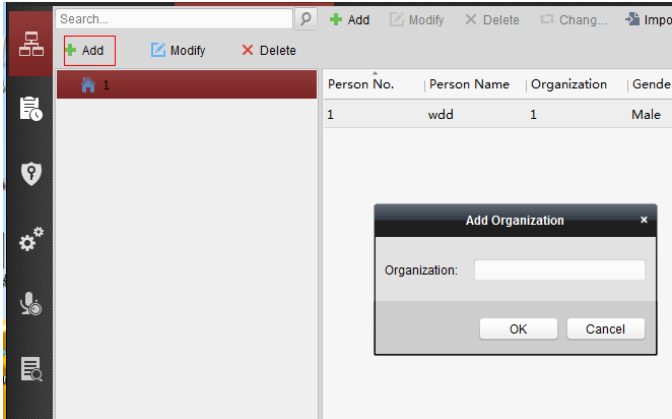 Search...
Add Modify Delete Chang... Impo
Add Modify Delete
1
Person No. Person Name Organization Gende
1 wdd 1 Male
Add Organization ×
Organization:
OK Cancel